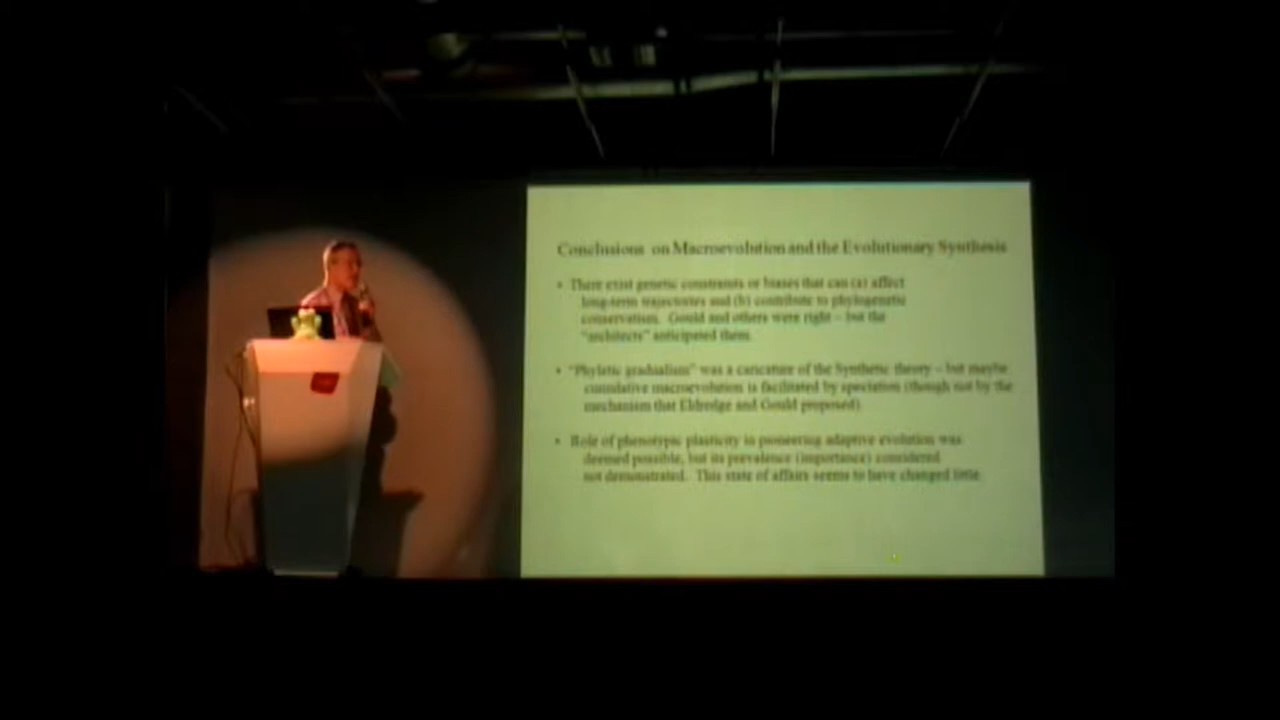 Conclusions on Macroevolution and the Evolutionary Synthesis
• There exist genetic constraints or biases that can (a) affect
long-term trajectories and (b) contribute to phylogenetic
conservatism. Gould and others were right – but the
"architects" anticipated them.
• "Phyletic gradualism" was a caricature of the Synthetic theory – but maybe
cumulative macroevolution is facilitated by speciation (though not by the
mechanism that Eldredge and Gould proposed).
• Role of phenotypic plasticity in pioneering adaptive evolution was
deemed possible, but its prevalence (importance) considered
not demonstrated. This state of affairs seems to have changed little.